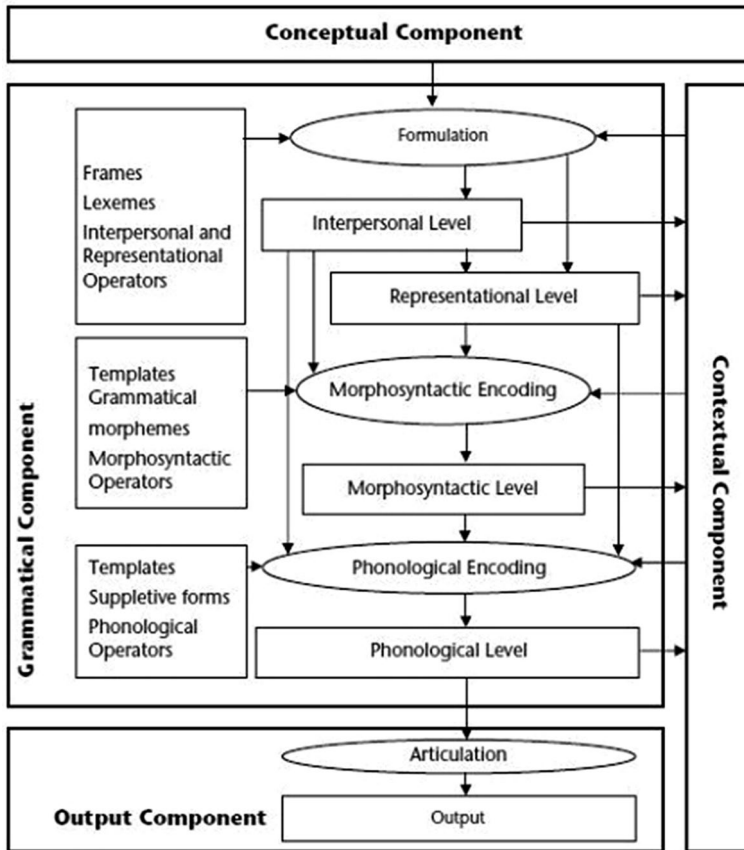 Conceptual Component
Formulation
Frames
Lexemes
Interpersonal and
Representational
Operators
Interpersonal Level
Representational Level
Templates
Grammatical
morphemes
Morphosyntactic
Operators
Morphosyntactic Encoding
Morphosyntactic Level
Templates
Suppletive forms
Phonological
Operators
Phonological Encoding
Phonological Level
Grammatical Component
Contextual Component
Articulation
Output Component
Output